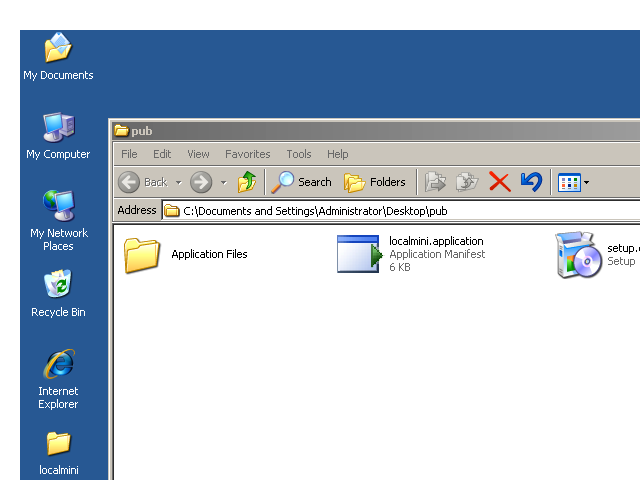 My Documents
My Computer
My Network
Places
Recycle Bin
Internet
Explorer
localmini
pub
File Edit View Favorites Tools Help
Back Search Folders
Address C:\Documents and Settings\Administrator\Desktop\pub
Application Files
localmini.application
Application Manifest
6 KB
setup.
Setup